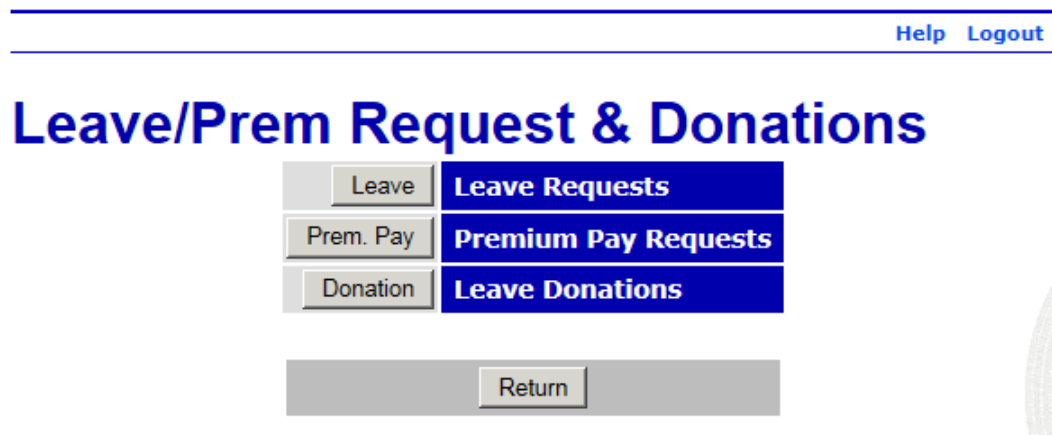 Help Logout
Leave/Prem Request & Donations
Leave Leave Requests
Prem. Pay Premium Pay Requests
Donation Leave Donations
Return